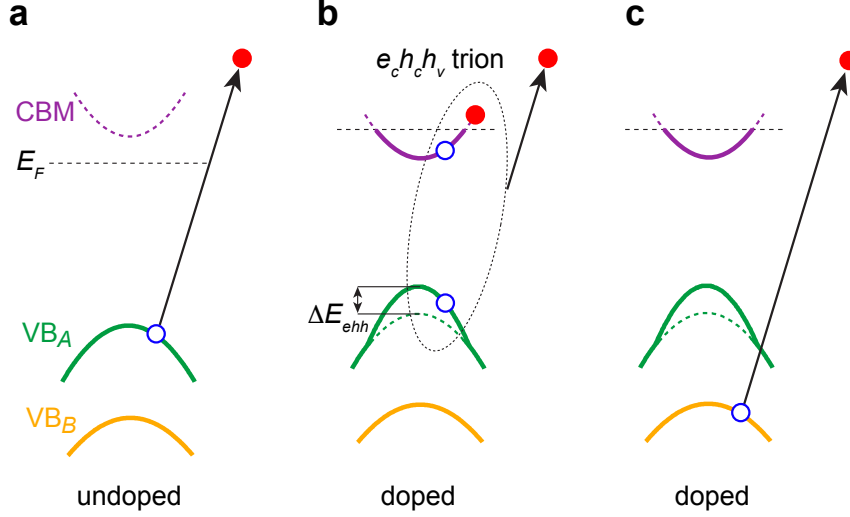 a
b
c
e_c h_c h_v trion
CBM
E_F
ΔE_ehh
VB_A
VB_B
undoped
doped
doped